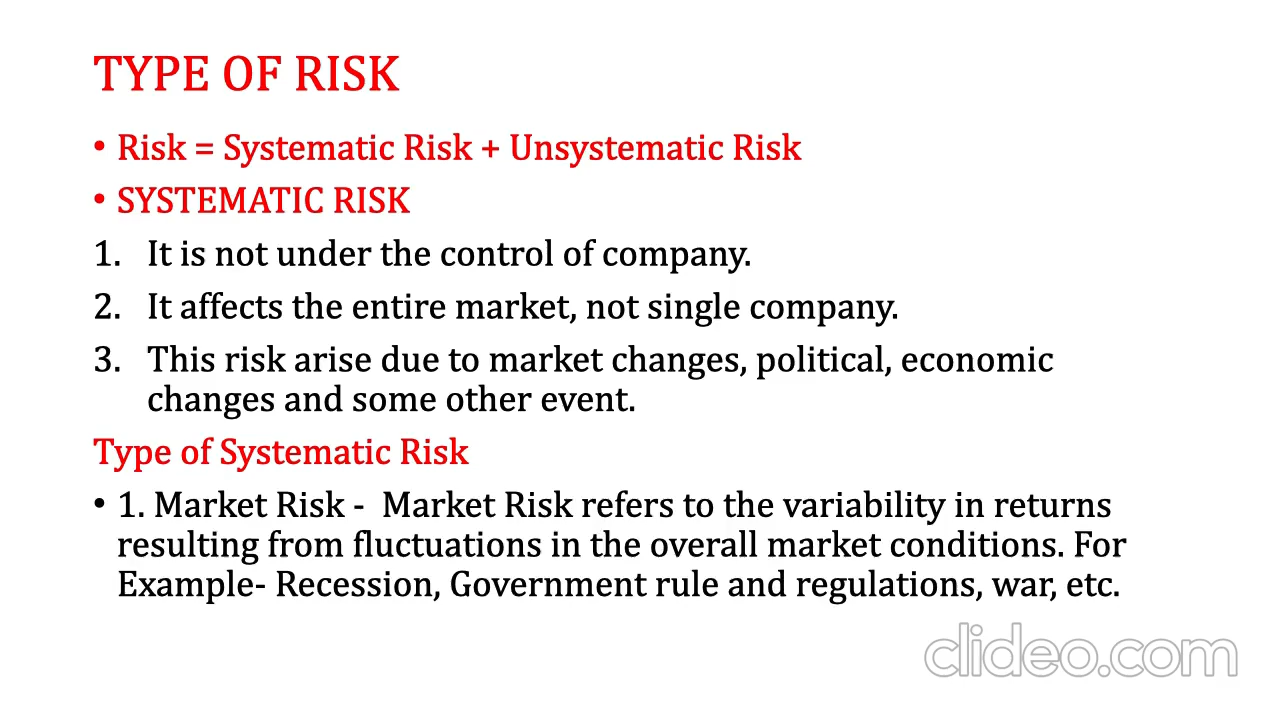 TYPE OF RISK
• Risk = Systematic Risk + Unsystematic Risk
• SYSTEMATIC RISK
1. It is not under the control of company.
2. It affects the entire market, not single company.
3. This risk arise due to market changes, political, economic
changes and some other event.
Type of Systematic Risk
• 1. Market Risk - Market Risk refers to the variability in returns
resulting from fluctuations in the overall market conditions. For
Example- Recession, Government rule and regulations, war, etc.
clideo.com